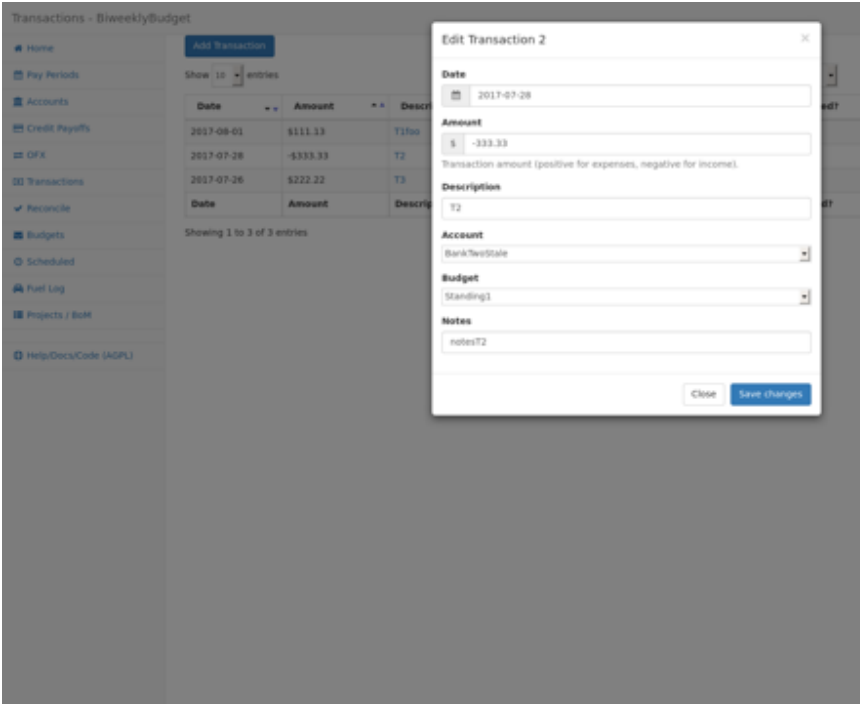 Transactions - BiweeklyBudget
Home
Pay Periods
Accounts
Credit Payoffs
OFX
Transactions
Reconcile
Budgets
Scheduled
Fuel Log
Projects / BoM
Help/Docs/Code (AGPL)
Add Transaction
Show 10 entries
Date Amount Descri ed?
2017-08-01 $111.13 T1foo
2017-07-28 -$333.33 T2
2017-07-26 $222.22 T3
Date Amount Descrip d?
Showing 1 to 3 of 3 entries
Edit Transaction 2 ×
Date
2017-07-28
Amount
$ -333.33
Transaction amount (positive for expenses, negative for income).
Description
T2
Account
BankTwoStale
Budget
Standing1
Notes
notesT2
Close Save changes